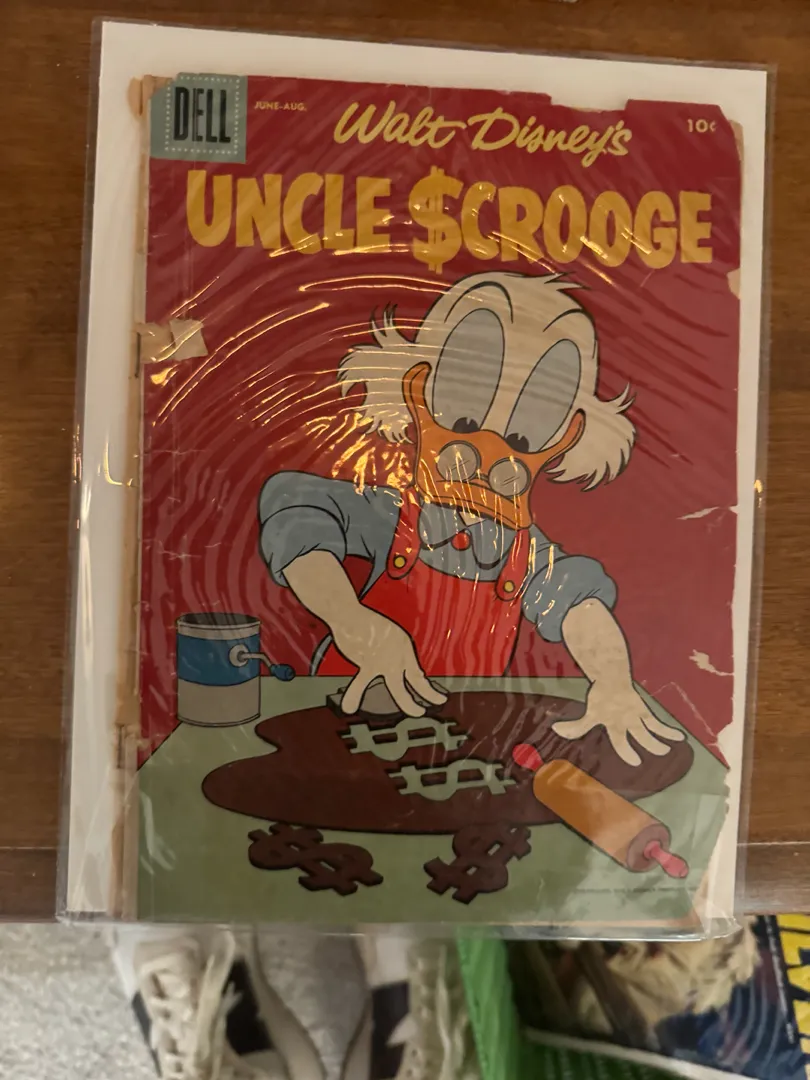 DELL
JUNE-AUG.
Walt Disney's
10¢
UNCLE $CROOGE